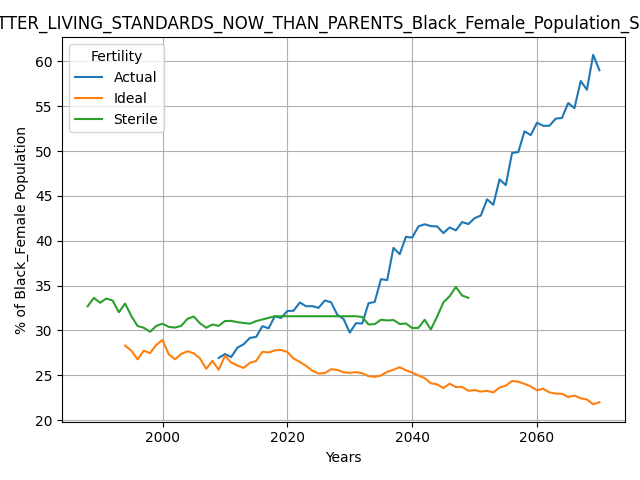 TTER_LIVING_STANDARDS_NOW_THAN_PARENTS_Black_Female_Population_S
Fertility
Actual
Ideal
Sterile
% of Black_Female Population
60
55
50
45
40
35
30
25
20
2000
2020
2040
2060
Years